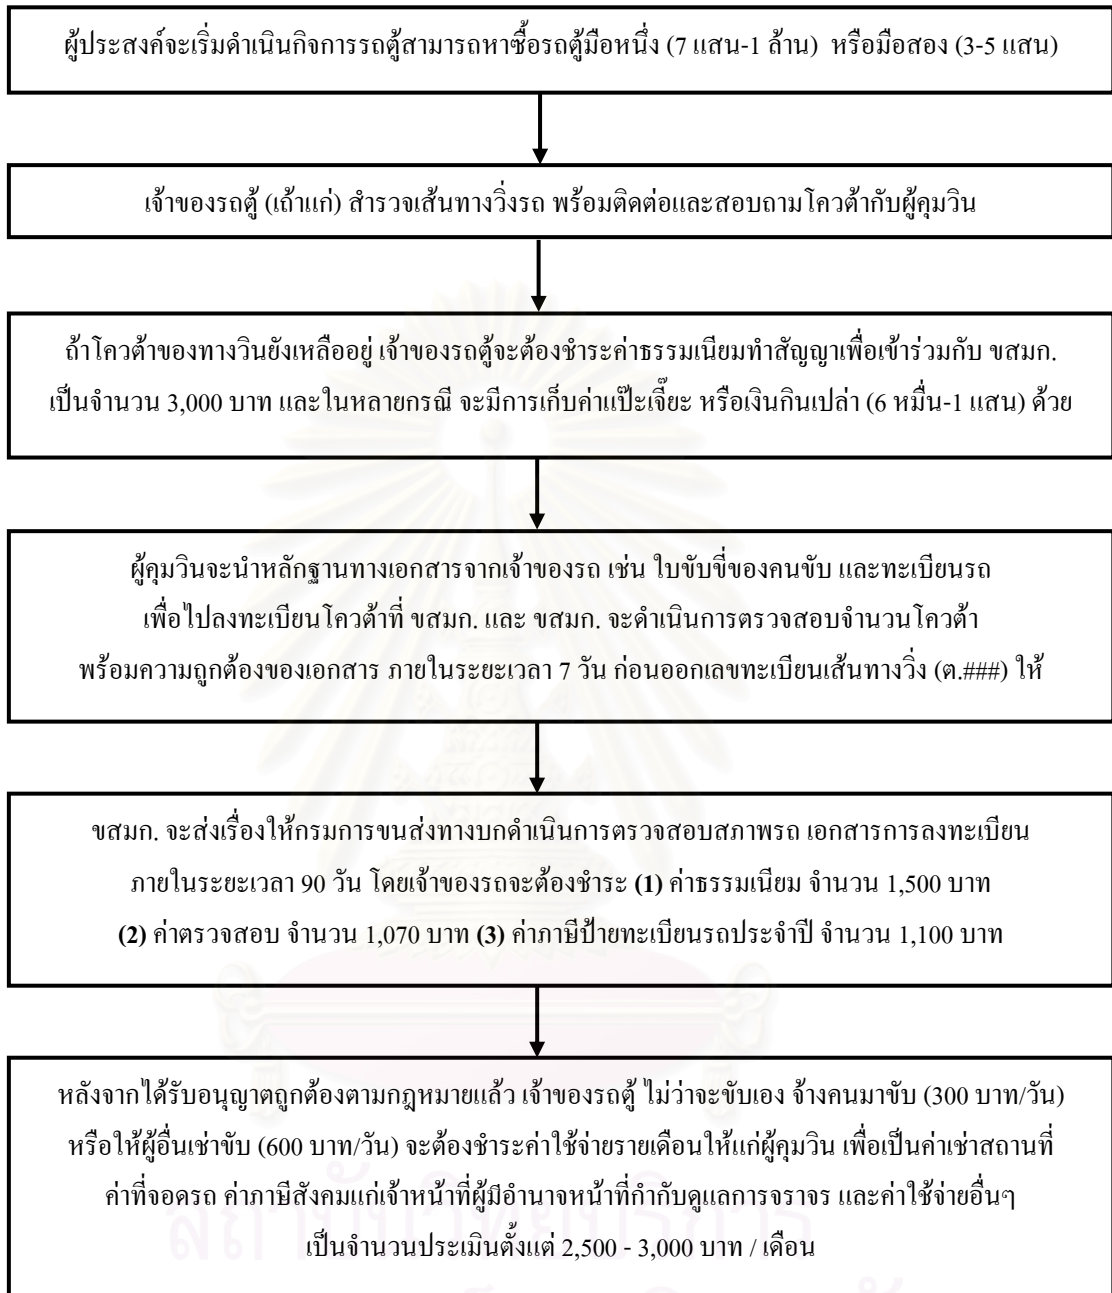 ผู้ประสงค์จะเริ่มดำเนินกิจการรถตู้สามารถหาซื้อรถตู้มือหนึ่ง (7 แสน-1 ล้าน) หรือมือสอง (3-5 แสน)
เจ้าของรถตู้ (เถ้าแก่) สำรวจเส้นทางวิ่งรถ พร้อมติดต่อและสอบถามโควต้ากับผู้คุมวิน
ถ้าโควต้าของทางวินยังเหลืออยู่ เจ้าของรถตู้จะต้องชำระค่าธรรมเนียมทำสัญญาเพื่อเข้าร่วมกับ ขสมก.
เป็นจำนวน 3,000 บาท และในหลายกรณี จะมีการเก็บค่าแป๊ะเจี๊ยะ หรือเงินกินเปล่า (6 หมื่น-1 แสน) ด้วย
ผู้คุมวินจะนำหลักฐานทางเอกสารจากเจ้าของรถ เช่น ใบขับขี่ของคนขับ และทะเบียนรถ
เพื่อไปลงทะเบียนโควต้าที่ ขสมก. และ ขสมก. จะดำเนินการตรวจสอบจำนวนโควต้า
พร้อมความถูกต้องของเอกสาร ภายในระยะเวลา 7 วัน ก่อนออกเลขทะเบียนเส้นทางวิ่ง (ต.###) ให้
ขสมก. จะส่งเรื่องให้กรมการขนส่งทางบกดำเนินการตรวจสอบสภาพรถ เอกสารการลงทะเบียน
ภายในระยะเวลา 90 วัน โดยเจ้าของรถจะต้องชำระ (1) ค่าธรรมเนียม จำนวน 1,500 บาท
(2) ค่าตรวจสอบ จำนวน 1,070 บาท (3) ค่าภาษีป้ายทะเบียนรถประจำปี จำนวน 1,100 บาท
หลังจากได้รับอนุญาตถูกต้องตามกฎหมายแล้ว เจ้าของรถตู้ ไม่ว่าจะขับเอง จ้างคนมาขับ (300 บาท/วัน)
หรือให้ผู้อื่นเช่าขับ (600 บาท/วัน) จะต้องชำระค่าใช้จ่ายรายเดือนให้แก่ผู้คุมวิน เพื่อเป็นค่าเช่าสถานที่
ค่าที่จอดรถ ค่าภาษีสังคมแก่เจ้าหน้าที่ผู้มีอำนาจหน้าที่กำกับดูแลการจราจร และค่าใช้จ่ายอื่นๆ
เป็นจำนวนประเมินตั้งแต่ 2,500 - 3,000 บาท / เดือน
สถาบันวิทยบริการ